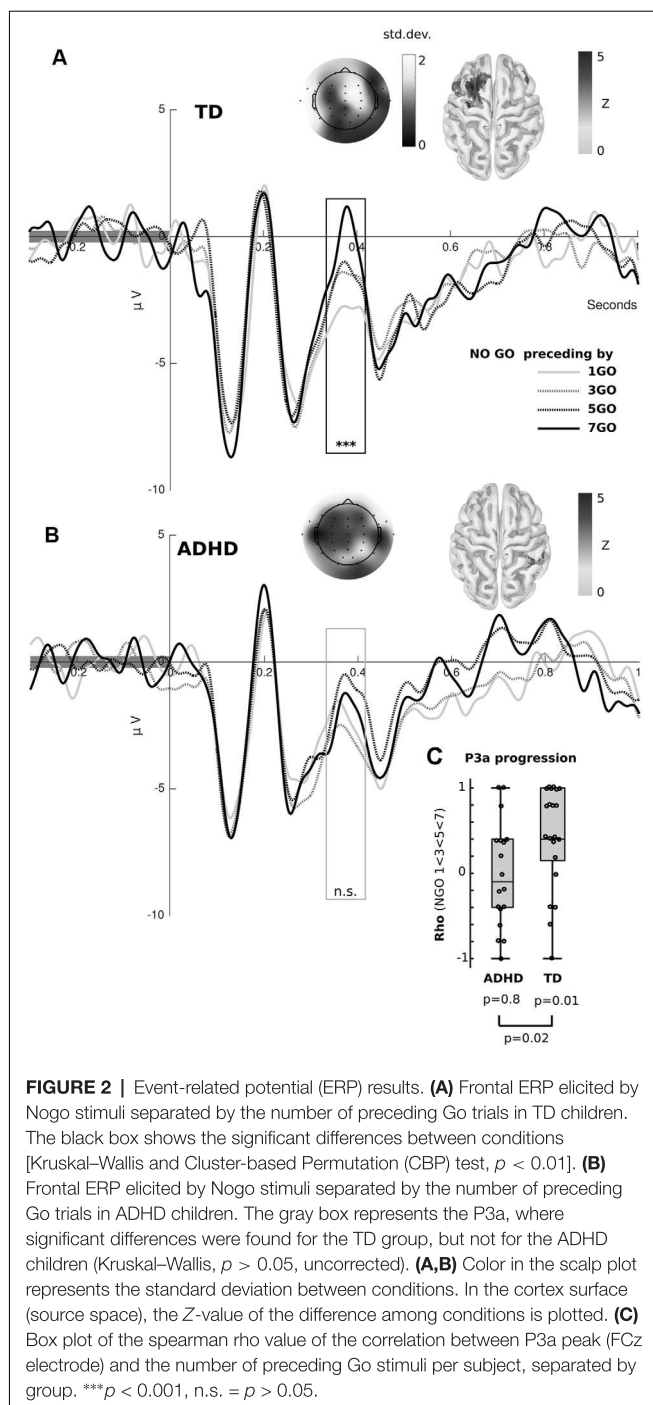 std.dev.
A
2
5
5
TD
Z
0
0
0.2
0
0.2
0.4
0.6
0.8
1
µ V
Seconds
-5
NO GO preceding by
1GO
3GO
5GO
7GO
***
-10
B
5
5
ADHD
Z
0
0.2
0
0.2
0.4
0.6
0.8
1
µ V
C
P3a progression
-5
1
Rho (NGO 1<3<5<7)
0
n.s.
-10
-1
ADHD TD
p=0.8 p=0.01
p=0.02
FIGURE 2 | Event-related potential (ERP) results. (A) Frontal ERP elicited by
Nogo stimuli separated by the number of preceding Go trials in TD children.
The black box shows the significant differences between conditions
[Kruskal–Wallis and Cluster-based Permutation (CBP) test, p < 0.01]. (B)
Frontal ERP elicited by Nogo stimuli separated by the number of preceding
Go trials in ADHD children. The gray box represents the P3a, where
significant differences were found for the TD group, but not for the ADHD
children (Kruskal–Wallis, p > 0.05, uncorrected). (A,B) Color in the scalp plot
represents the standard deviation between conditions. In the cortex surface
(source space), the Z-value of the difference among conditions is plotted. (C)
Box plot of the spearman rho value of the correlation between P3a peak (FCz
electrode) and the number of preceding Go stimuli per subject, separated by
group. ***p < 0.001, n.s. = p > 0.05.